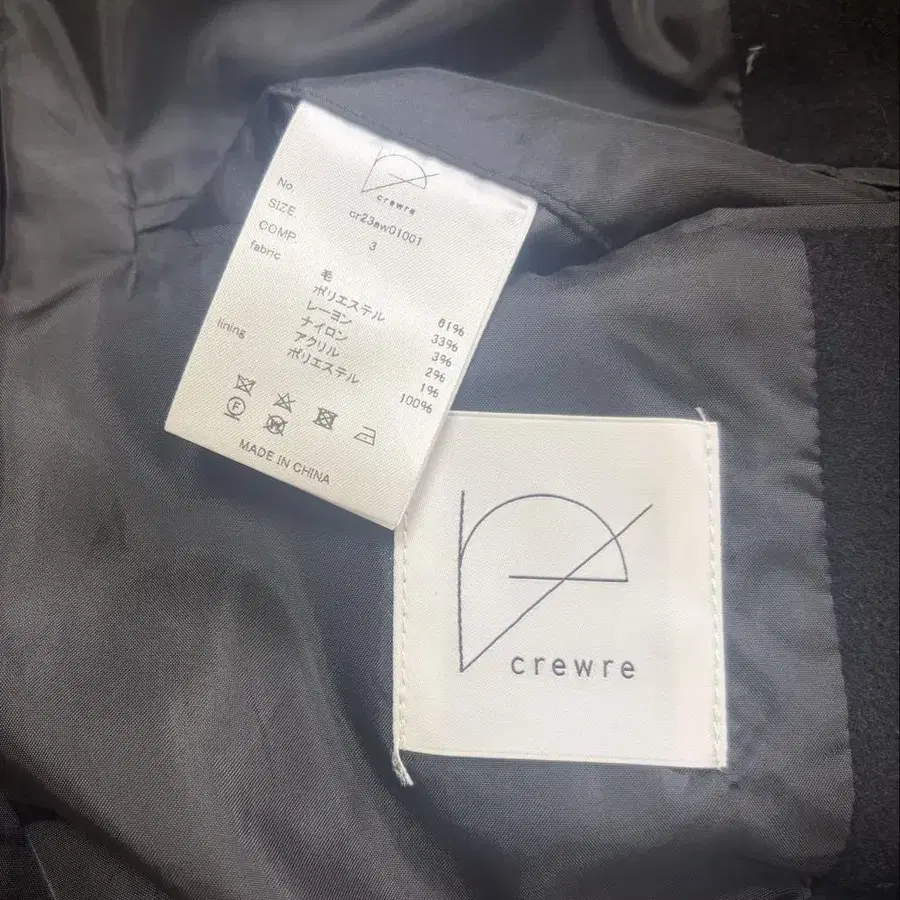 crewre
No. cr23aw01001
SIZE. 3
COMP.
fabric
毛 61%
ポリエステル 33%
レーヨン 3%
ナイロン 2%
アクリル 1%
lining ポリエステル 100%
F
W
MADE IN CHINA
crewre